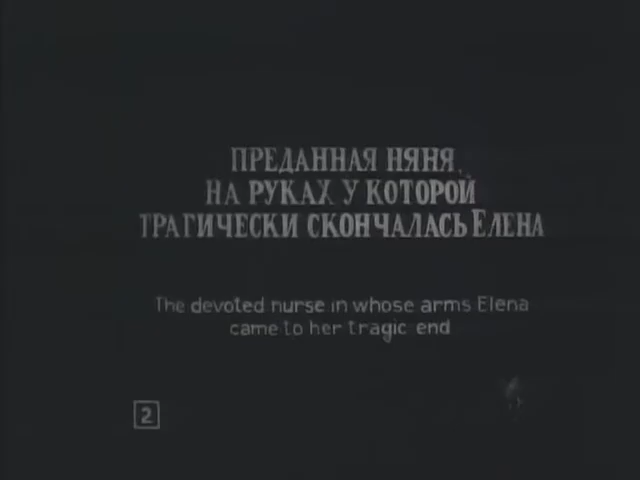 ПРЕДАННАЯ НЯНЯ,
НА РУКАХ У КОТОРОЙ
ТРАГИЧЕСКИ СКОНЧАЛАСЬ ЕЛЕНА
The devoted nurse in whose arms Elena
came to her tragic end
2